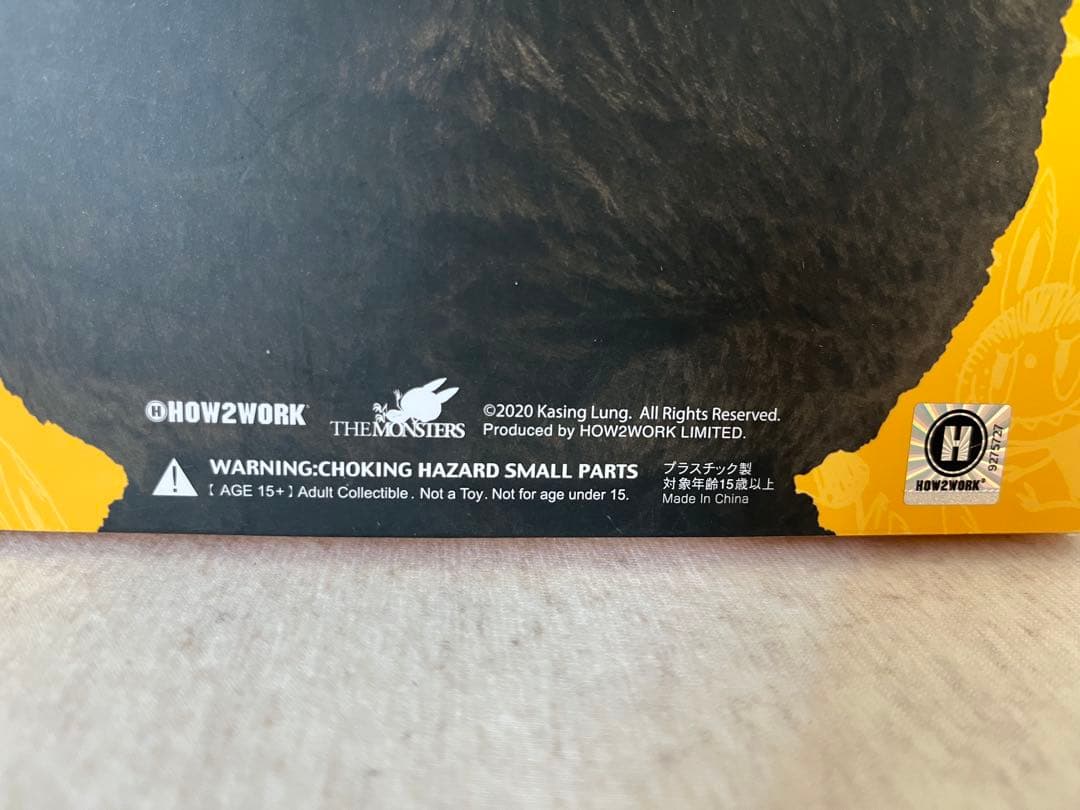 HHOW2WORK
THE MONSTERS
©2020 Kasing Lung. All Rights Reserved.
Produced by HOW2WORK LIMITED.
WARNING:CHOKING HAZARD SMALL PARTS
[ AGE 15+ ] Adult Collectible. Not a Toy. Not for age under 15.
プラスチック製
対象年齢15歳以上
Made In China
H
HOW2WORK®
9275727